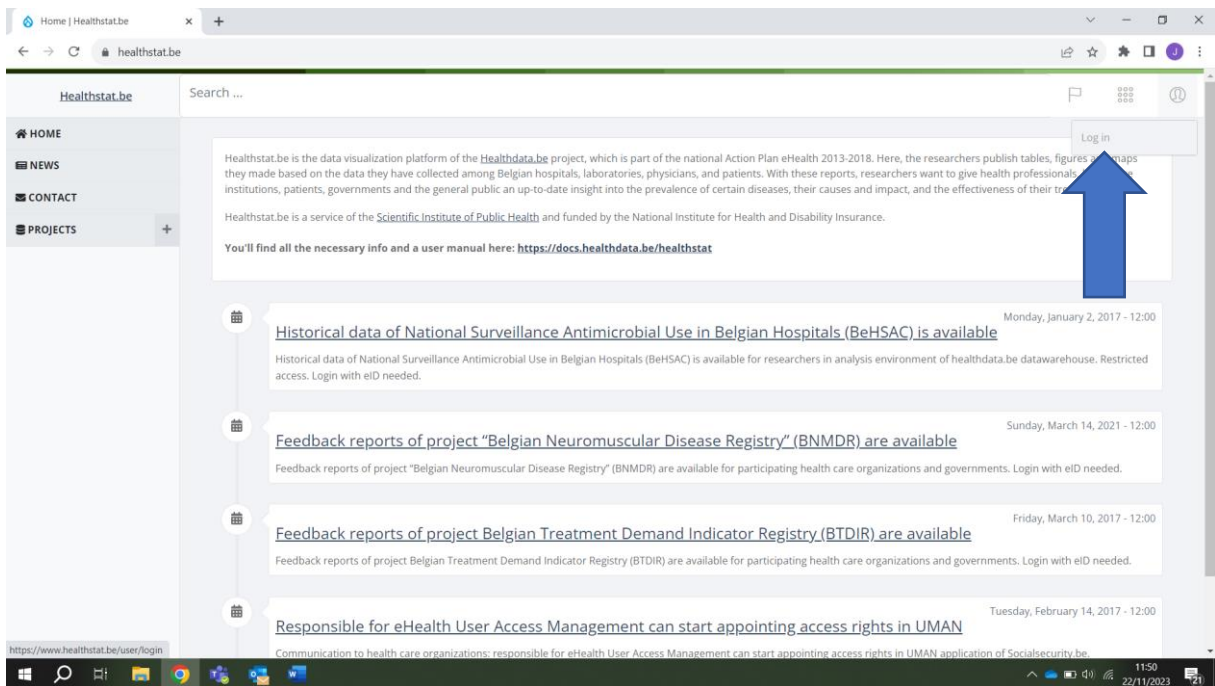 Home | Healthstat.be
healthstat.be
J
Healthstat.be
Search ...
Log in
HOME
NEWS
CONTACT
PROJECTS
Healthstat.be is the data visualization platform of the Healthdata.be project, which is part of the national Action Plan eHealth 2013-2018. Here, the researchers publish tables, figures maps
they made based on the data they have collected among Belgian hospitals, laboratories, physicians, and patients. With these reports, researchers want to give health professionals
institutions, patients, governments and the general public an up-to-date insight into the prevalence of certain diseases, their causes and impact, and the effectiveness of their
Healthstat.be is a service of the Scientific Institute of Public Health and funded by the National Institute for Health and Disability Insurance.
You'll find all the necessary info and a user manual here: https://docs.healthdata.be/healthstat
Monday, January 2, 2017 - 12:00
Historical data of National Surveillance Antimicrobial Use in Belgian Hospitals (BeHSAC) is available
Historical data of National Surveillance Antimicrobial Use in Belgian Hospitals (BeHSAC) is available for researchers in analysis environment of healthdata.be datawarehouse. Restricted
access. Login with eID needed.
Sunday, March 14, 2021 - 12:00
Feedback reports of project “Belgian Neuromuscular Disease Registry” (BNMDR) are available
Feedback reports of project “Belgian Neuromuscular Disease Registry” (BNMDR) are available for participating health care organizations and governments. Login with eID needed.
Friday, March 10, 2017 - 12:00
Feedback reports of project Belgian Treatment Demand Indicator Registry (BTDIR) are available
Feedback reports of project Belgian Treatment Demand Indicator Registry (BTDIR) are available for participating health care organizations and governments. Login with eID needed.
Tuesday, February 14, 2017 - 12:00
Responsible for eHealth User Access Management can start appointing access rights in UMAN
Communication to health care organizations: responsible for eHealth User Access Management can start appointing access rights in UMAN application of Socialsecurity.be.
https://www.healthstat.be/user/login
11:50
22/11/2023
21